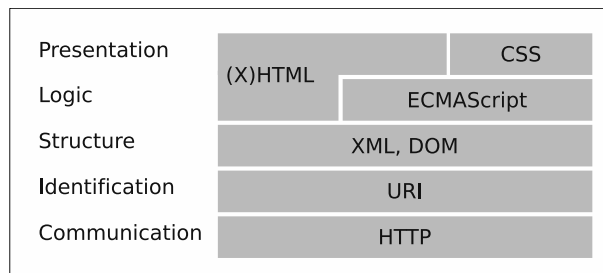 Presentation
CSS
(X)HTML
Logic
ECMAScript
Structure
XML, DOM
Identification
URI
Communication
HTTP